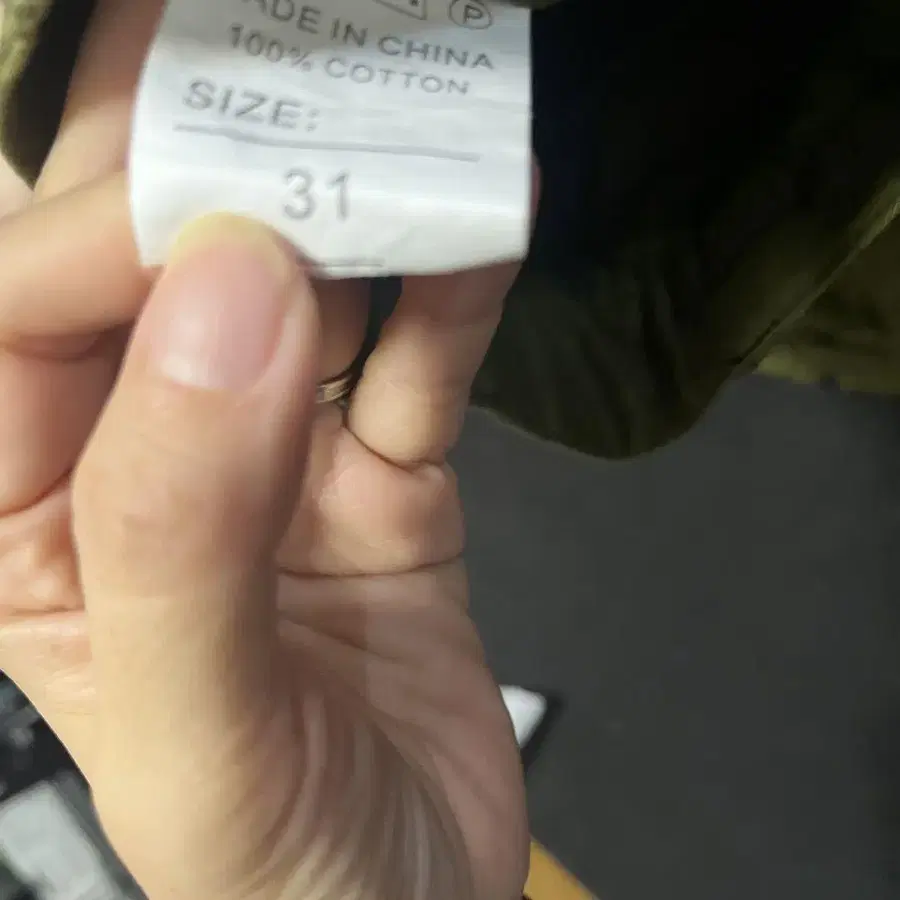 Ⓟ
MADE IN CHINA
100% COTTON
SIZE:
31